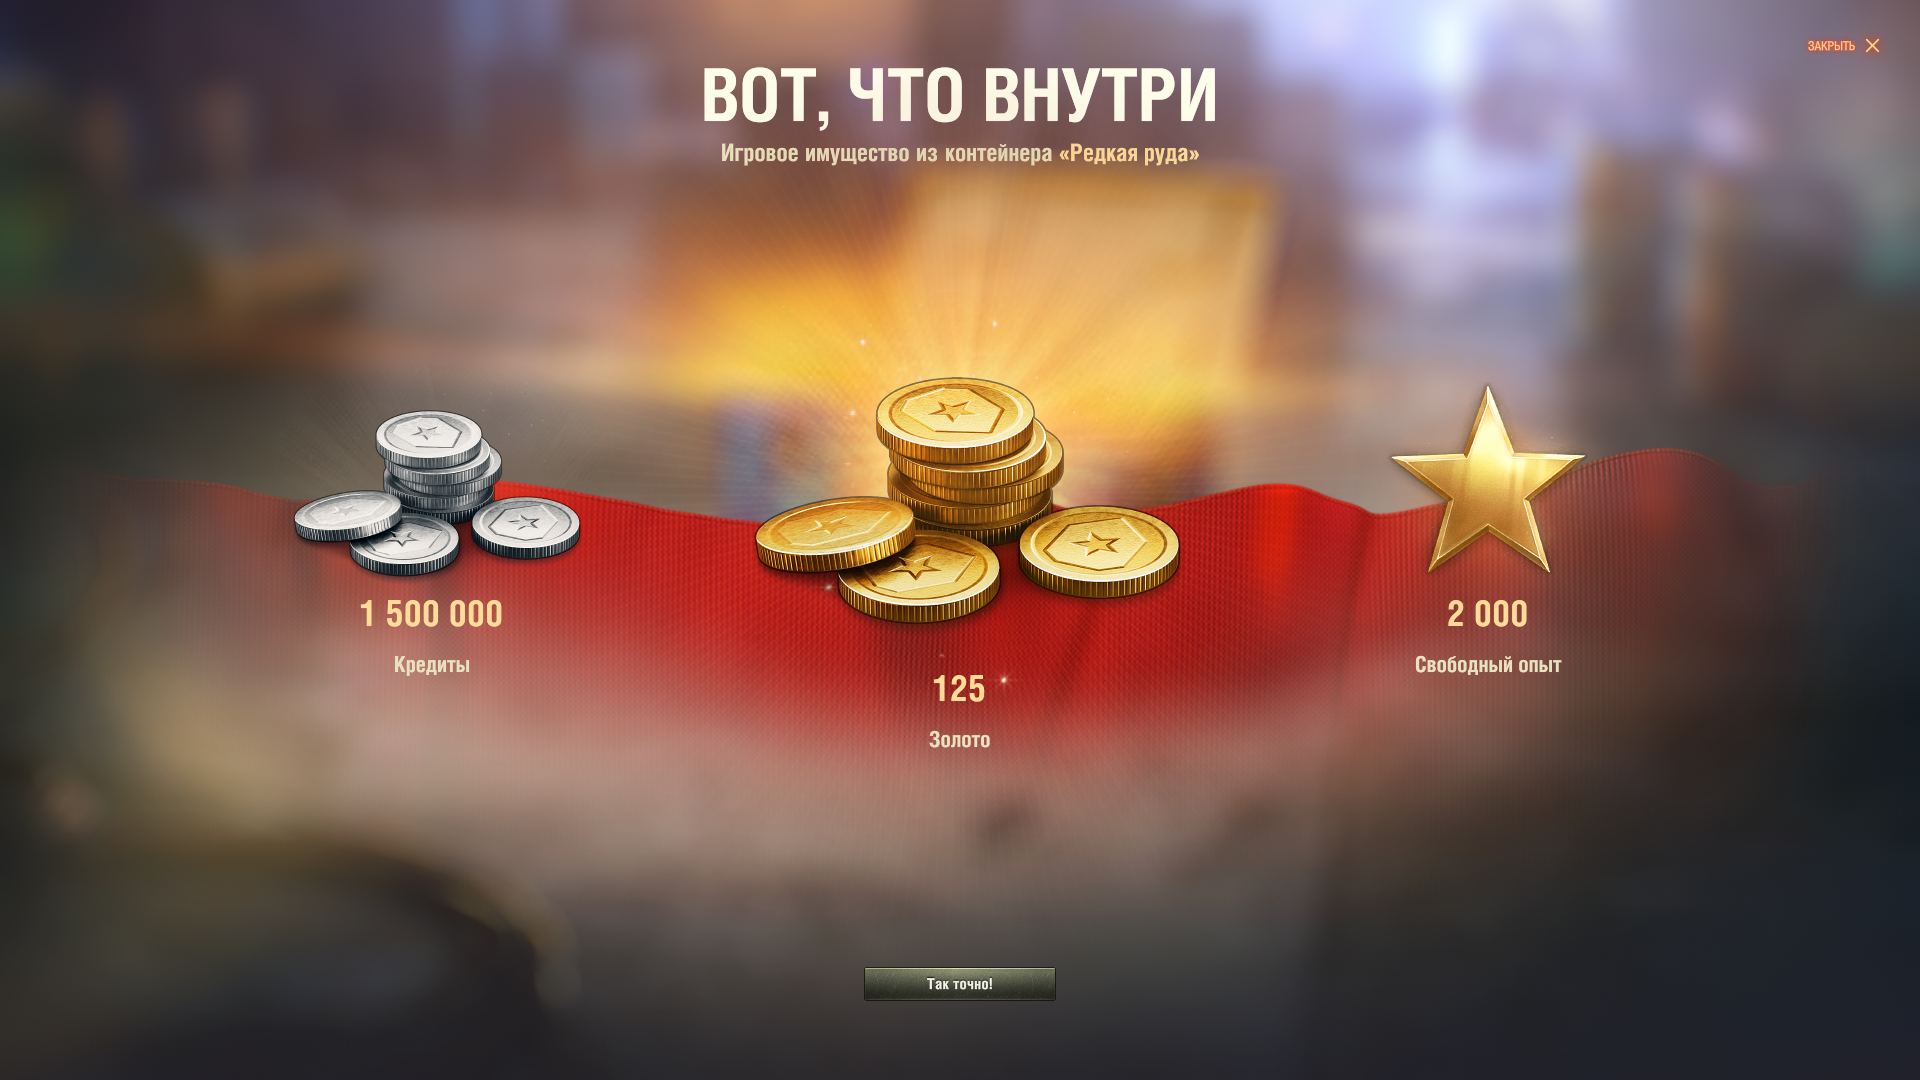 ЗАКРЫТЬ
ВОТ, ЧТО ВНУТРИ
Игровое имущество из контейнера «Редкая руда»
1 500 000
Кредиты
125
Золото
2 000
Свободный опыт
Так точно!